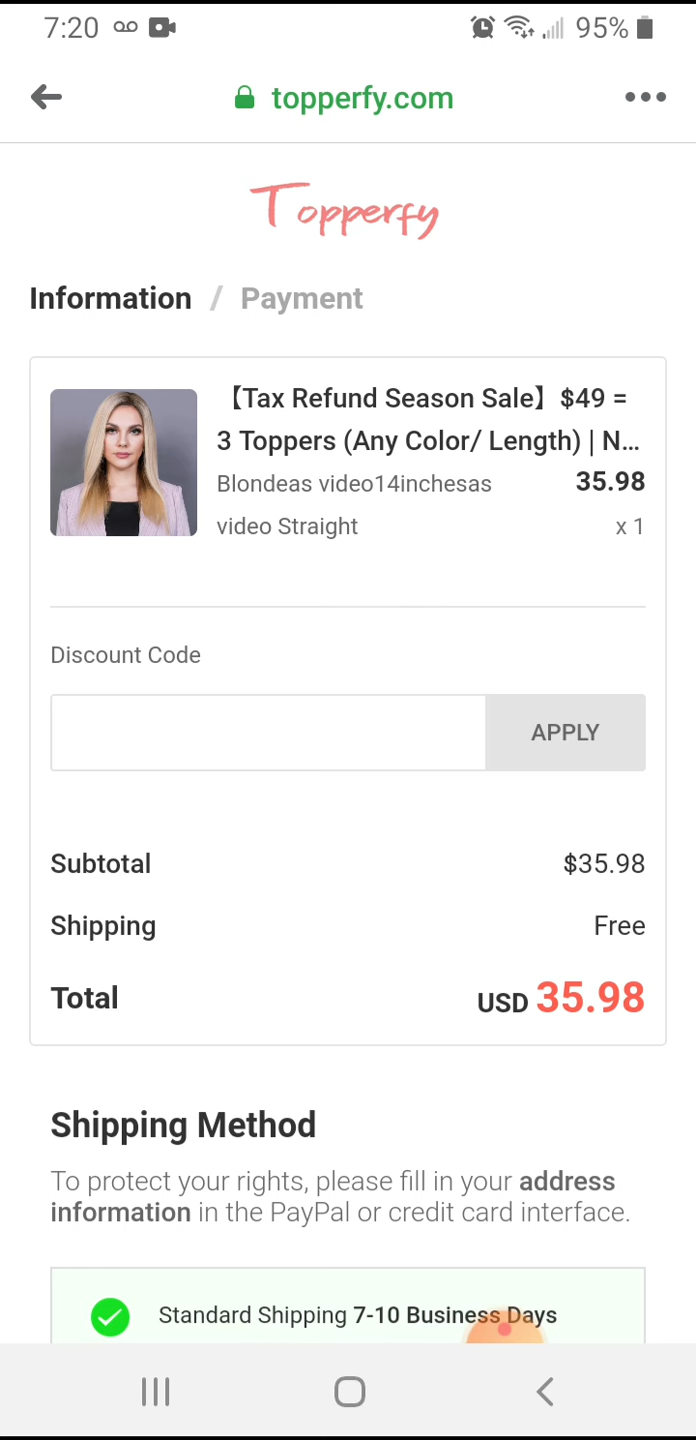 7:20 95%
topperfy.com
Topperfy
Information / Payment
【Tax Refund Season Sale】$49 =
3 Toppers (Any Color/ Length) | N...
Blondeas video14inchesas 35.98
video Straight x 1
Discount Code
APPLY
Subtotal $35.98
Shipping Free
Total USD 35.98
Shipping Method
To protect your rights, please fill in your address
information in the PayPal or credit card interface.
Standard Shipping 7-10 Business Days